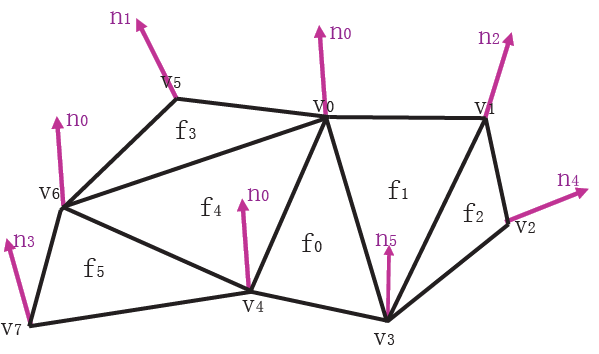 n₁
n₀
n₂
v₅
v₀
v₁
n₀
f₃
v₆
n₀
f₄
f₁
n₄
f₂
n₃
f₀
n₅
v₂
f₅
v₄
v₇
v₃